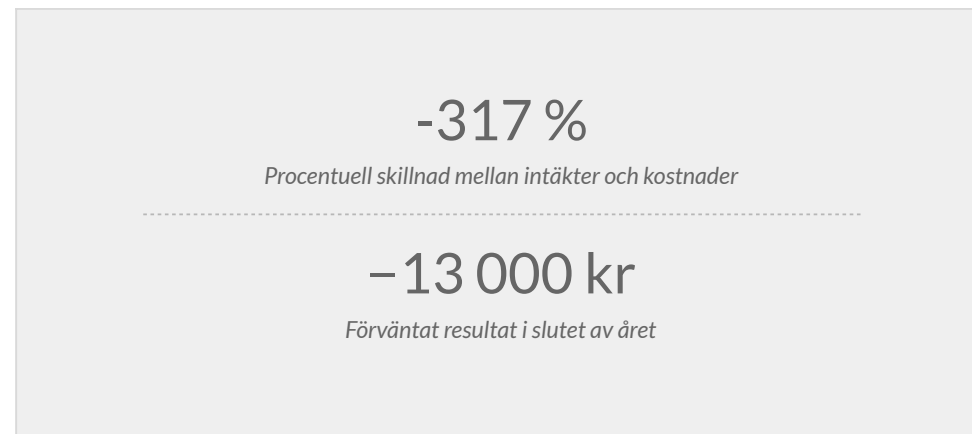 -317 %
Procentuell skillnad mellan intäkter och kostnader
−13 000 kr
Förväntat resultat i slutet av året